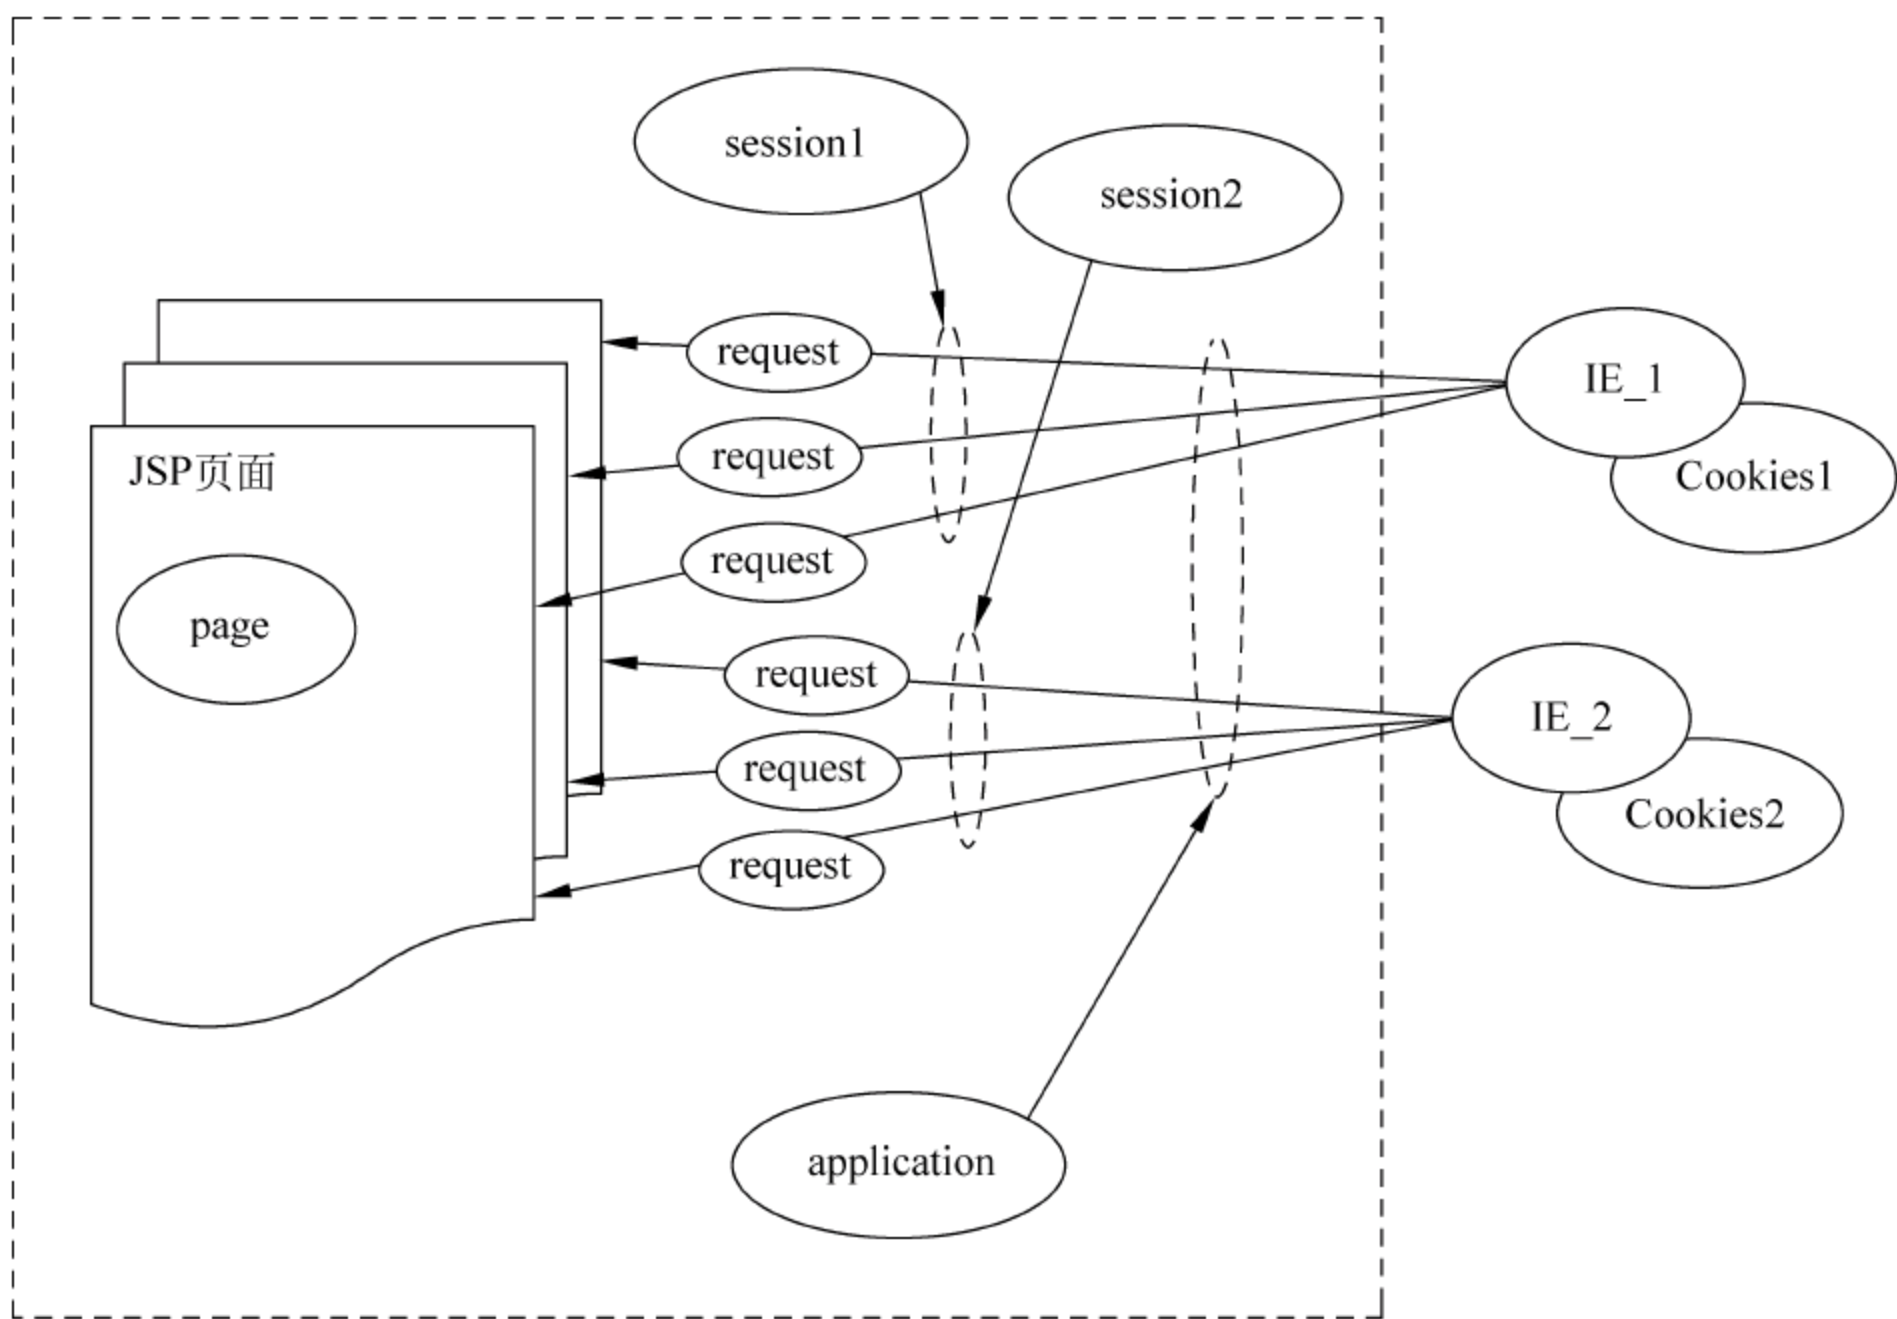 session1
session2
request
IE_1
request
Cookies1
JSP页面
request
page
request
IE_2
request
Cookies2
request
application